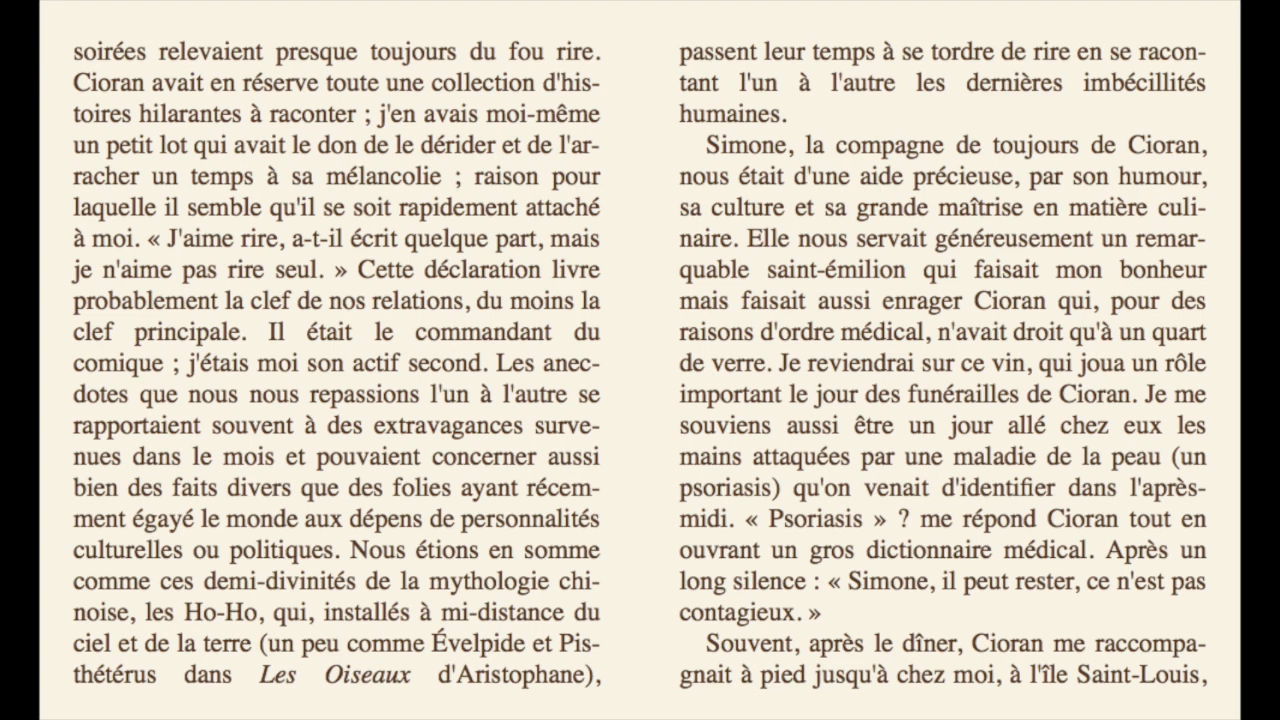 soirées relevaient presque toujours du fou rire.
Cioran avait en réserve toute une collection d'his-
toires hilarantes à raconter ; j'en avais moi-même
un petit lot qui avait le don de le dérider et de l'ar-
racher un temps à sa mélancolie ; raison pour
laquelle il semble qu'il se soit rapidement attaché
à moi. « J'aime rire, a-t-il écrit quelque part, mais
je n'aime pas rire seul. » Cette déclaration livre
probablement la clef de nos relations, du moins la
clef principale. Il était le commandant du
comique ; j'étais moi son actif second. Les anec-
dotes que nous nous repassions l'un à l'autre se
rapportaient souvent à des extravagances surve-
nues dans le mois et pouvaient concerner aussi
bien des faits divers que des folies ayant récem-
ment égayé le monde aux dépens de personnalités
culturelles ou politiques. Nous étions en somme
comme ces demi-divinités de la mythologie chi-
noise, les Ho-Ho, qui, installés à mi-distance du
ciel et de la terre (un peu comme Évelpide et Pis-
thétérus dans Les Oiseaux d'Aristophane),
passent leur temps à se tordre de rire en se racon-
tant l'un à l'autre les dernières imbécillités
humaines.
Simone, la compagne de toujours de Cioran,
nous était d'une aide précieuse, par son humour,
sa culture et sa grande maîtrise en matière culi-
naire. Elle nous servait généreusement un remar-
quable saint-émilion qui faisait mon bonheur
mais faisait aussi enrager Cioran qui, pour des
raisons d'ordre médical, n'avait droit qu'à un quart
de verre. Je reviendrai sur ce vin, qui joua un rôle
important le jour des funérailles de Cioran. Je me
souviens aussi être un jour allé chez eux les
mains attaquées par une maladie de la peau (un
psoriasis) qu'on venait d'identifier dans l'après-
midi. « Psoriasis » ? me répond Cioran tout en
ouvrant un gros dictionnaire médical. Après un
long silence : « Simone, il peut rester, ce n'est pas
contagieux. »
Souvent, après le dîner, Cioran me raccompa-
gnait à pied jusqu'à chez moi, à l'île Saint-Louis,